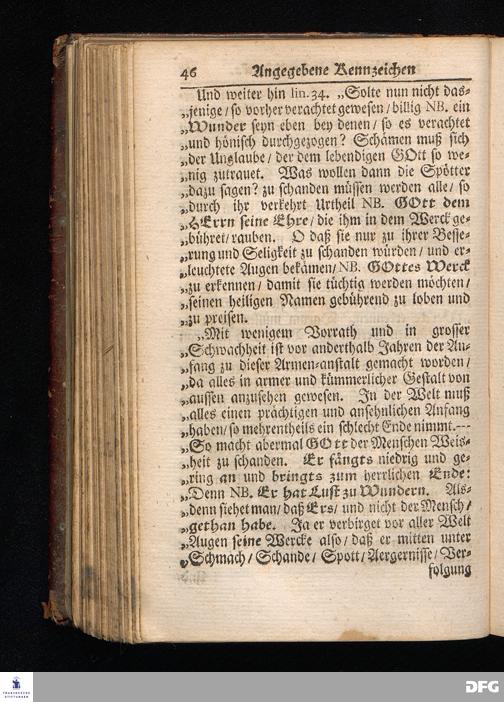 46 Angegebene Kennzeichen
Und weiter hin lin. 34. „Solte nun nicht das-
„jenige / so vorher verachtet gewesen / billig NB. ein
„Wunder seyn eben bey denen / so es verachtet
„und hönisch durchgezogen? Schämen muß sich
„der Unglaube / der dem lebendigen GOtt so we-
„nig zutrauet. Was wollen dann die Spötter
„dazu sagen? zu schanden müssen werden alle / so
„durch ihr verkehrt Urtheil NB. GOtt dem
„HErrn seine Ehre / die ihm in dem Werck ge-
„bühret / rauben. O daß sie nur zu ihrer Besse-
„rung und Seligkeit zu schanden würden / und er-
„leuchtete Augen bekämen / NB. GOttes Werck
„zu erkennen / damit sie tüchtig werden möchten /
„seinen heiligen Namen gebührend zu loben und
„zu preisen.
„Mit wenigem Vorrath und in grosser
„Schwachheit ist vor anderthalb Jahren der An-
„fang zu dieser Armen-anstalt gemacht worden /
„da alles in armer und kümmerlicher Gestalt von
„aussen anzusehen gewesen. In der Welt muß
„alles einen prächtigen und ansehnlichen Anfang
„haben / so mehrentheils ein schlecht Ende nimmt.---
„So macht abermal GOtt der Menschen Weis-
„heit zu schanden. Er fängts niedrig und ge-
„ring an und bringts zum herrlichen Ende:
„Denn NB. Er hat Lust zu Wundern. Als-
„denn siehet man / daß Ers / und nicht der Mensch /
„gethan habe. Ja er verbirget vor aller Welt
„Augen seine Wercke also / daß er mitten unter
„Schmach / Schande / Spott / Aergernisse / Ver-
folgung
FRANCKESCHE
STIFTUNGEN
DFG